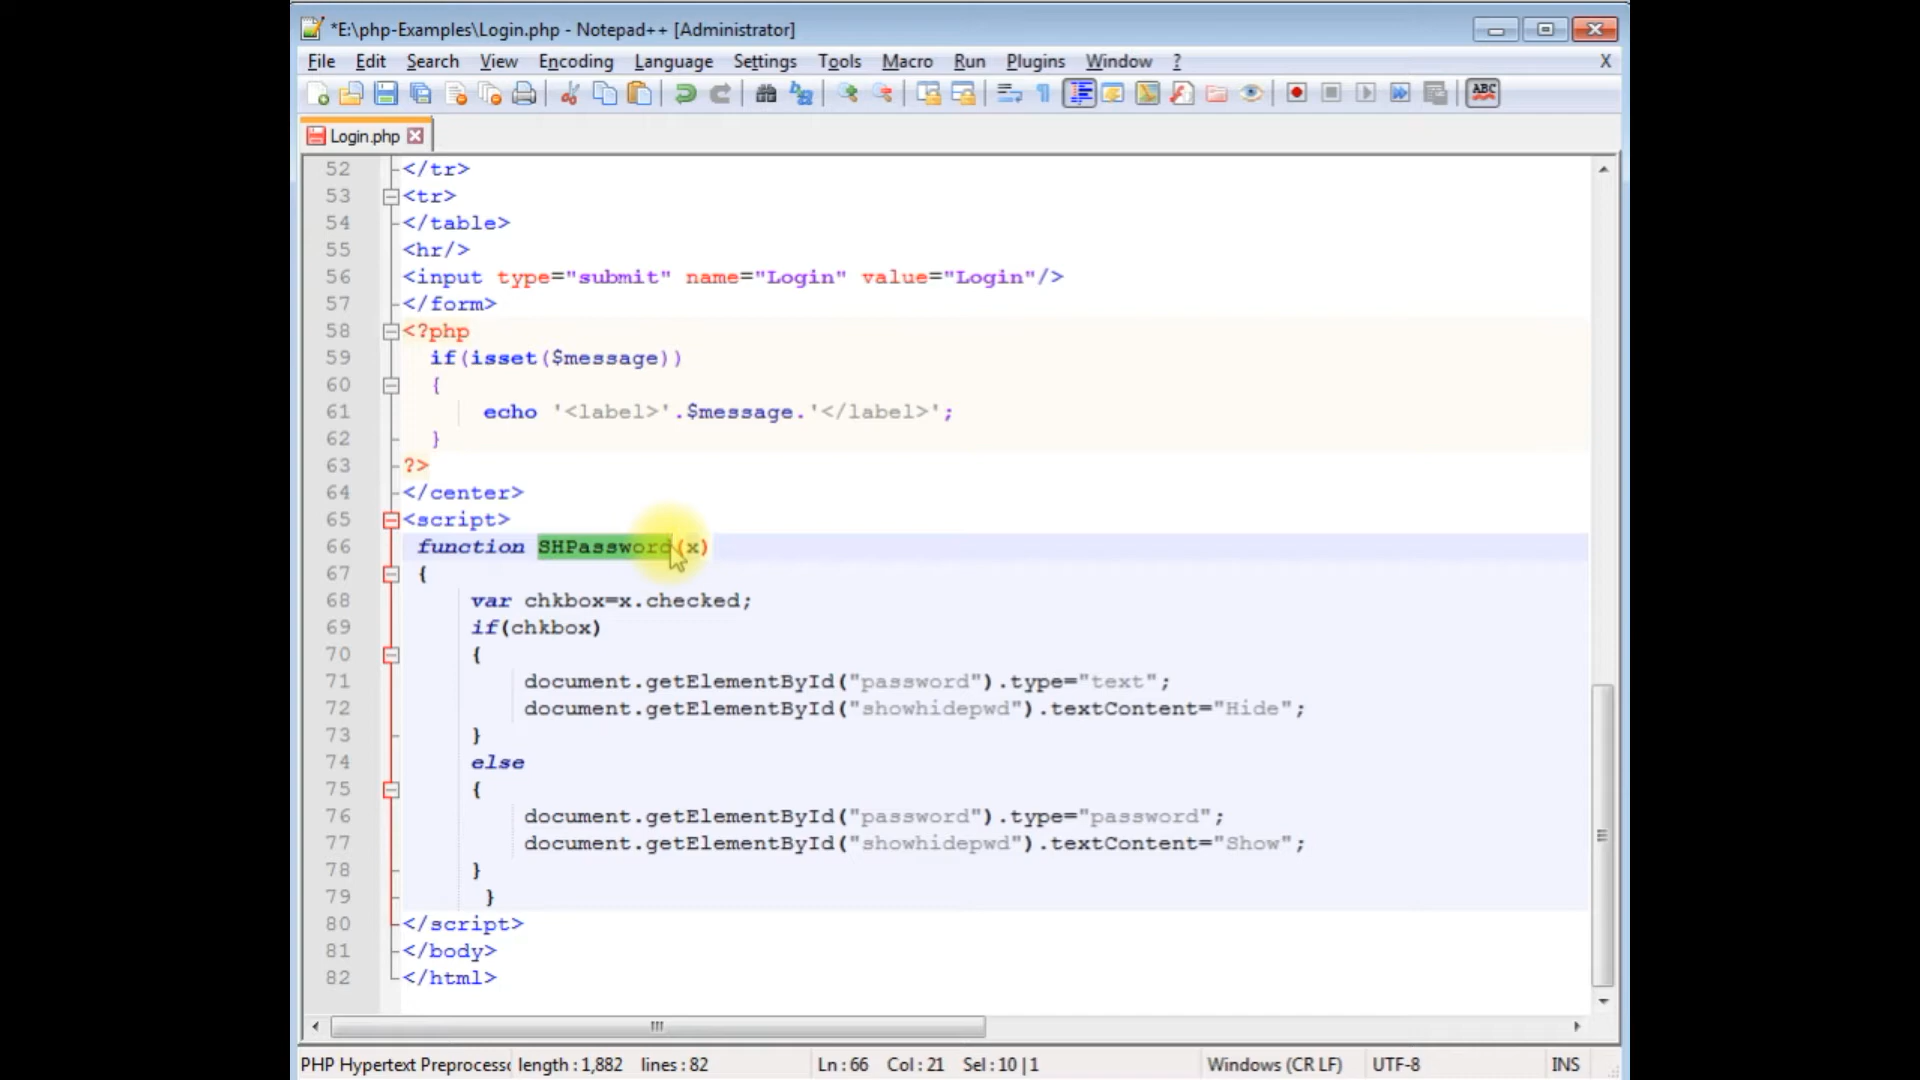 *E:\php-Examples\Login.php - Notepad++ [Administrator]
File Edit Search View Encoding Language Settings Tools Macro Run Plugins Window ? X
ABC
Login.php
52 </tr>
53 <tr>
54 </table>
55 <hr/>
56 <input type="submit" name="Login" value="Login"/>
57 </form>
58 <?php
59 if(isset($message))
60 {
61 echo '<label>'.$message.'</label>';
62 }
63 ?>
64 </center>
65 <script>
66 function SHPassword(x)
67 {
68 var chkbox=x.checked;
69 if(chkbox)
70 {
71 document.getElementById("password").type="text";
72 document.getElementById("showhidepwd").textContent="Hide";
73 }
74 else
75 {
76 document.getElementById("password").type="password";
77 document.getElementById("showhidepwd").textContent="Show";
78 }
79 }
80 </script>
81 </body>
82 </html>
PHP Hypertext Preprocesso length : 1,882 lines : 82 Ln : 66 Col : 21 Sel : 10 | 1 Windows (CR LF) UTF-8 INS